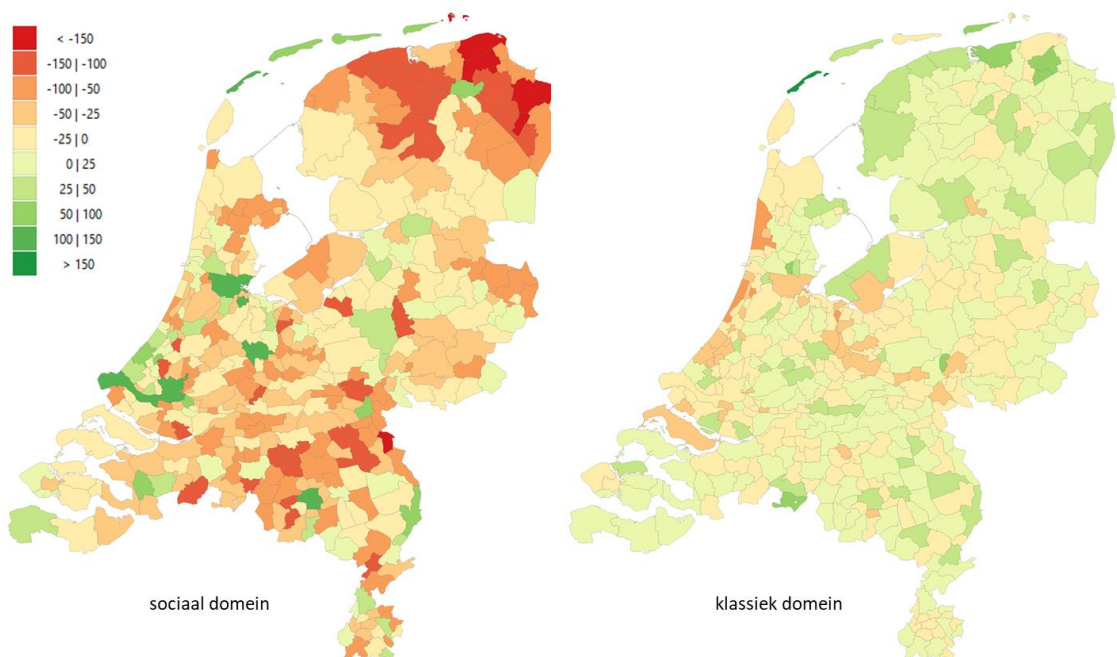 < -150
-150 | -100
-100 | -50
-50 | -25
-25 | 0
0 | 25
25 | 50
50 | 100
100 | 150
> 150
sociaal domein
klassiek domein